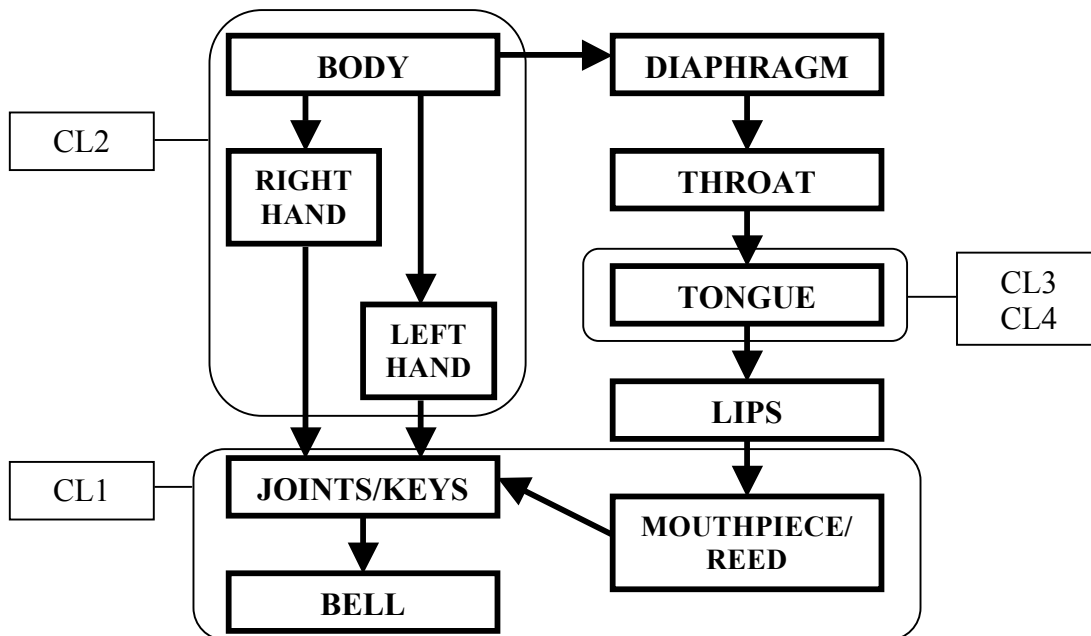 BODY
DIAPHRAGM
CL2
RIGHT
HAND
THROAT
TONGUE
CL3
CL4
LEFT
HAND
LIPS
CL1
JOINTS/KEYS
MOUTHPIECE/
REED
BELL